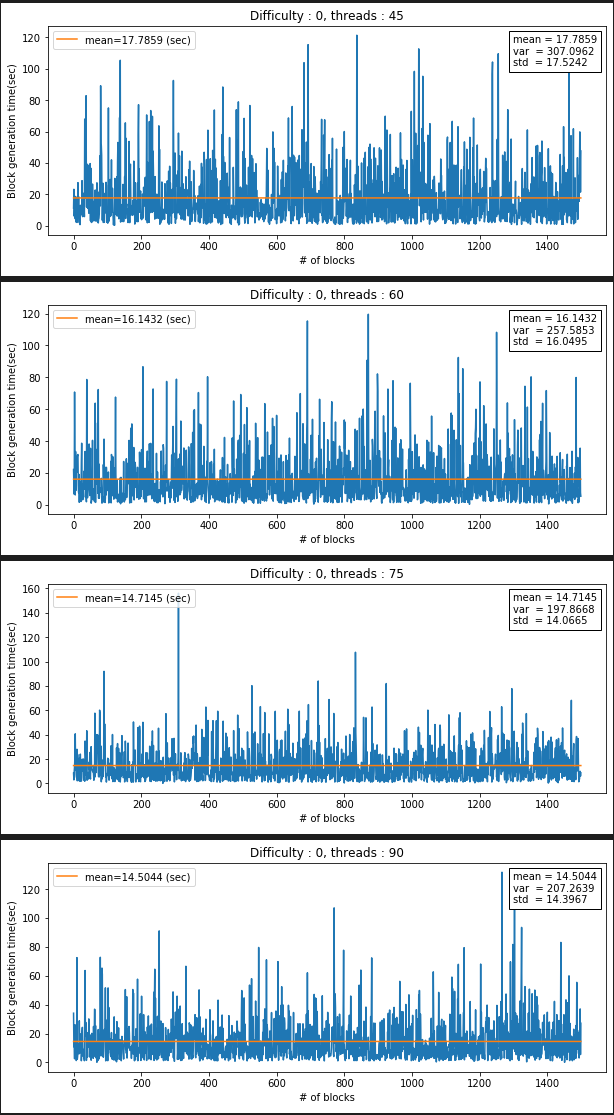 Difficulty : 0, threads : 45
Block generation time(sec)
120
100
80
60
40
20
0
mean=17.7859 (sec)
mean = 17.7859
var = 307.0962
std = 17.5242
0 200 400 600 800 1000 1200 1400
# of blocks
Difficulty : 0, threads : 60
Block generation time(sec)
120
100
80
60
40
20
0
mean=16.1432 (sec)
mean = 16.1432
var = 257.5853
std = 16.0495
0 200 400 600 800 1000 1200 1400
# of blocks
Difficulty : 0, threads : 75
Block generation time(sec)
160
140
120
100
80
60
40
20
0
mean=14.7145 (sec)
mean = 14.7145
var = 197.8668
std = 14.0665
0 200 400 600 800 1000 1200 1400
# of blocks
Difficulty : 0, threads : 90
Block generation time(sec)
120
100
80
60
40
20
0
mean=14.5044 (sec)
mean = 14.5044
var = 207.2639
std = 14.3967
0 200 400 600 800 1000 1200 1400
# of blocks